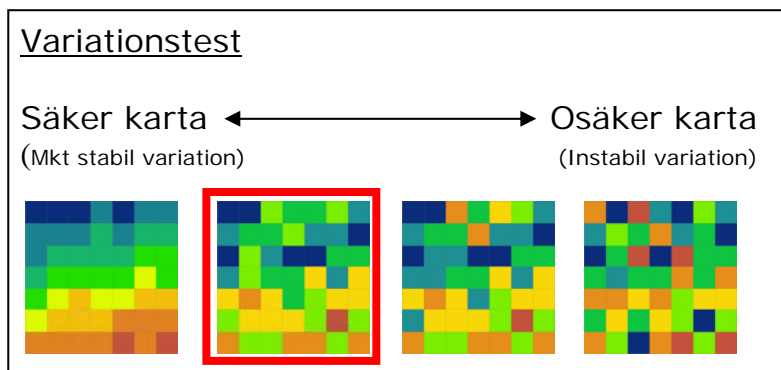 Variationstest
Säker karta Osäker karta
(Mkt stabil variation) (Instabil variation)